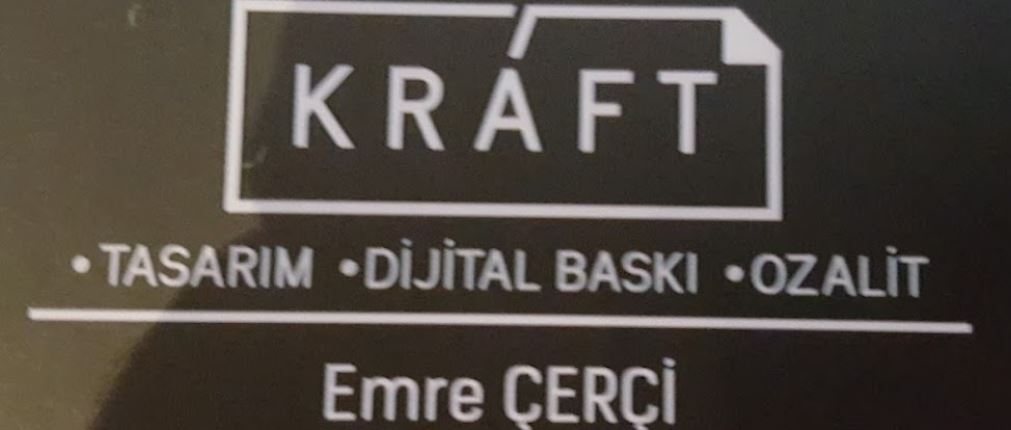 KRAFT
•TASARIM •DİJİTAL BASKI •OZALİT
Emre ÇERÇİ